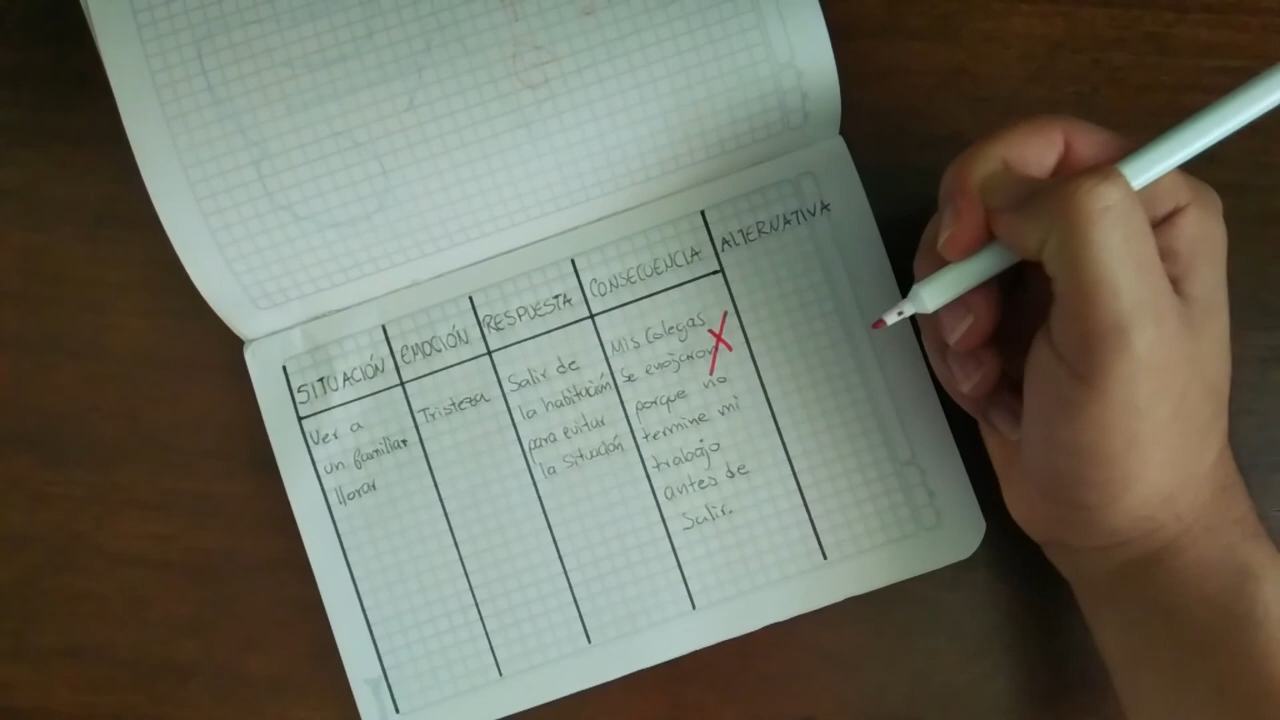 SITUACIÓN
Ver a
un familiar
llorar
EMOCIÓN
Tristeza
RESPUESTA
Salir de
la habitución
para evitar
la situación
CONSECUENCIA
Mis Colegas
Se enojaron
porque no
termine mi
trabajo
antes de
Salir.
ALTERNATIVA